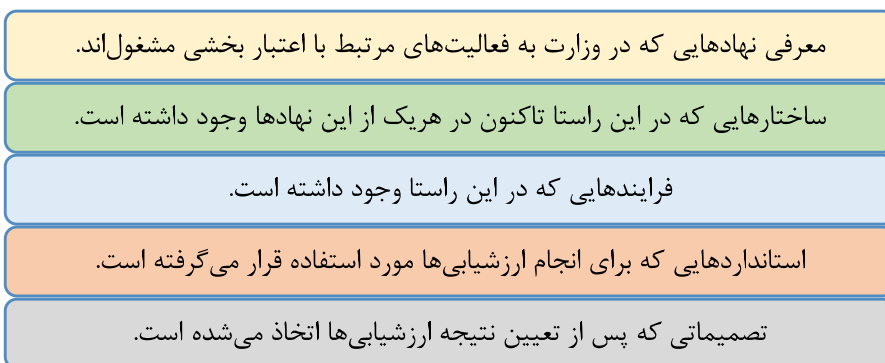 معرفی نهادهایی که در وزارت به فعالیت‌های مرتبط با اعتبار بخشی مشغول‌اند.
ساختارهایی که در این راستا تاکنون در هریک از این نهادها وجود داشته است.
فرایندهایی که در این راستا وجود داشته است.
استانداردهایی که برای انجام ارزشیابی‌ها مورد استفاده قرار می‌گرفته است.
تصمیماتی که پس از تعیین نتیجه ارزشیابی‌ها اتخاذ می‌شده است.